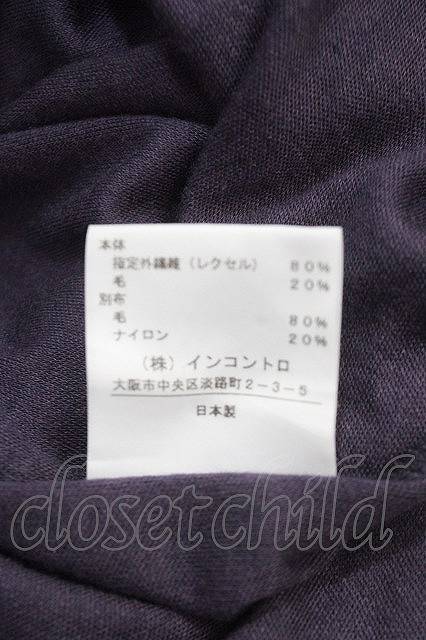 本体
指定外繊維（レクセル） 80%
毛 20%
別布
毛 80%
ナイロン 20%
（株）インコントロ
大阪市中央区淡路町2-3-5
日本製
closetchild